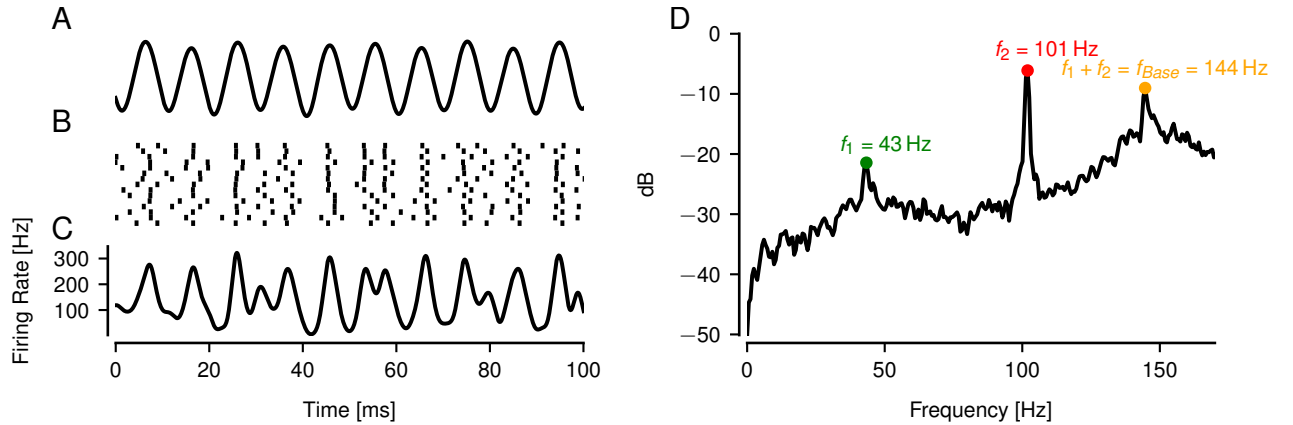 A
B
C
Firing Rate [Hz]
300
200
100
0 20 40 60 80 100
Time [ms]
D
dB
0
−10
−20
−30
−40
−50
f2 = 101 Hz
f1 + f2 = fBase = 144 Hz
f1 = 43 Hz
0 50 100 150
Frequency [Hz]